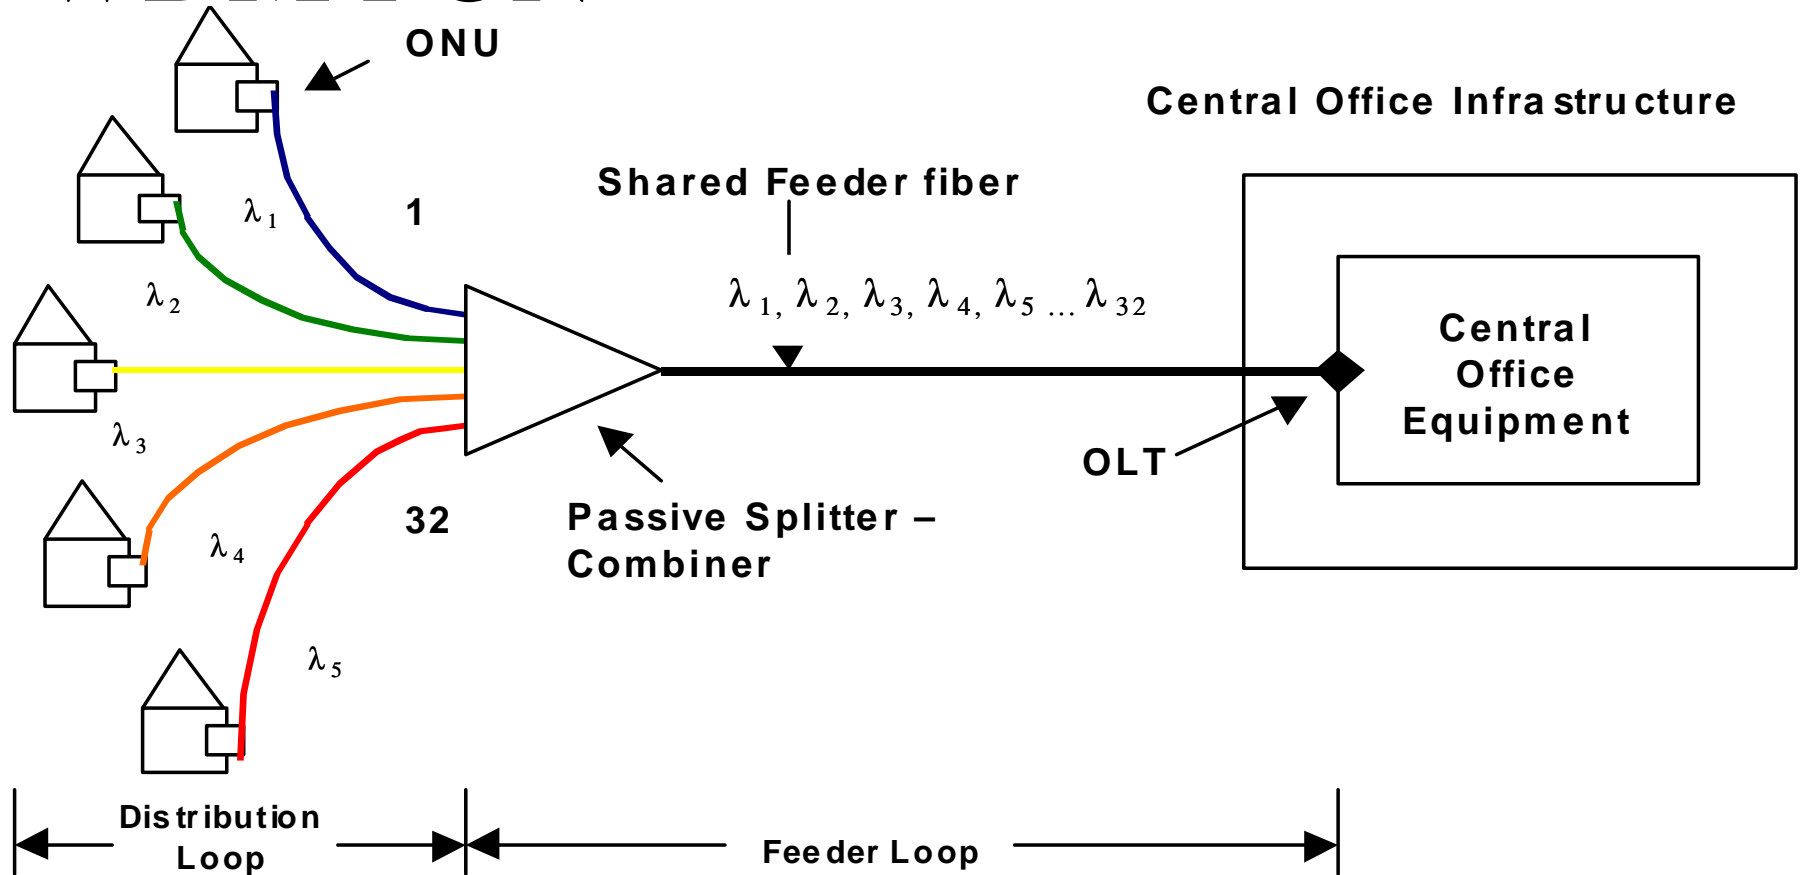 ONU
Central Office Infrastructure
Shared Feeder fiber
λ1
1
λ2
λ1, λ2, λ3, λ4, λ5 ... λ32
Central
Office
Equipment
λ3
OLT
32
Passive Splitter –
Combiner
λ4
λ5
Distribution
Loop
Feeder Loop